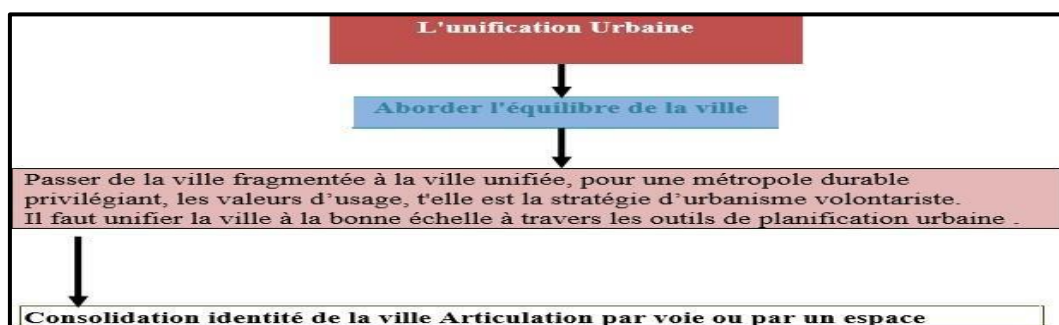 L'unification Urbaine
Aborder l'équilibre de la ville
Passer de la ville fragmentée à la ville unifiée, pour une métropole durable
privilégiant, les valeurs d’usage, t'elle est la stratégie d’urbanisme volontariste.
Il faut unifier la ville à la bonne échelle à travers les outils de planification urbaine .
Consolidation identité de la ville Articulation par voie ou par un espace